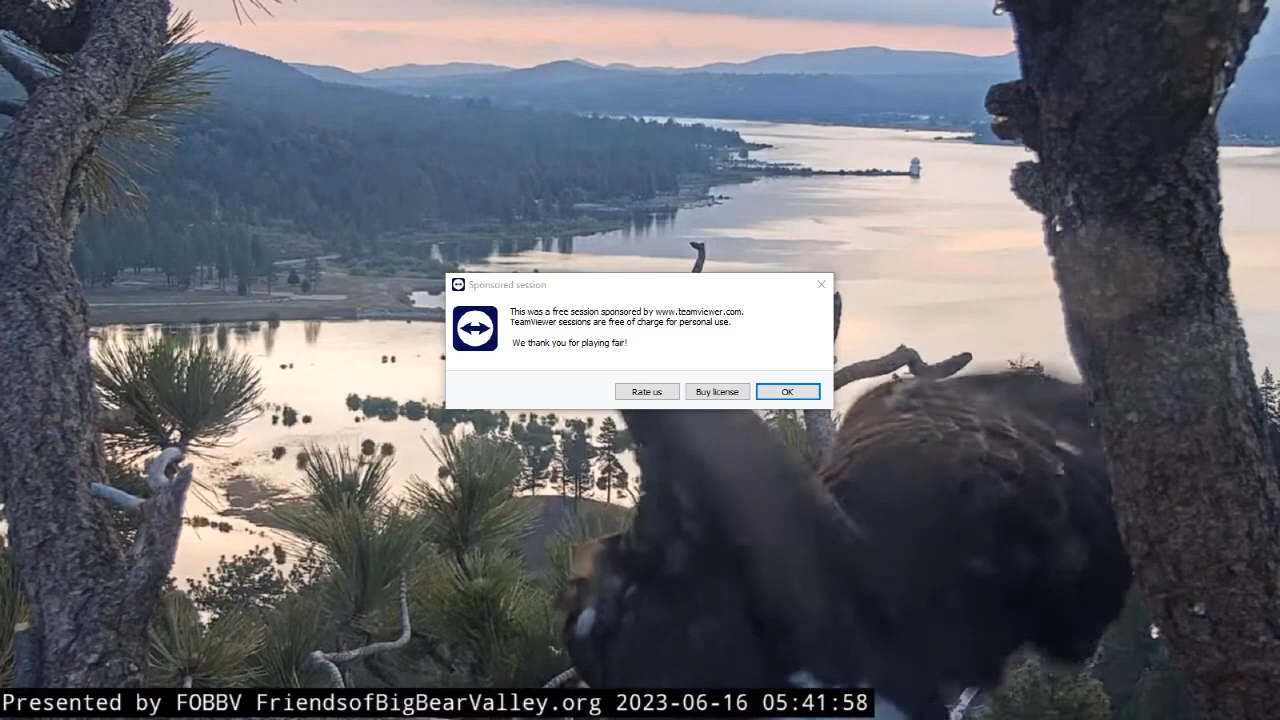 Sponsored session
This was a free session sponsored by www.teamviewer.com.
TeamViewer sessions are free of charge for personal use.
We thank you for playing fair!
Rate us Buy license OK
Presented by FOBBV FriendsofBigBearValley.org 2023-06-16 05:41:58